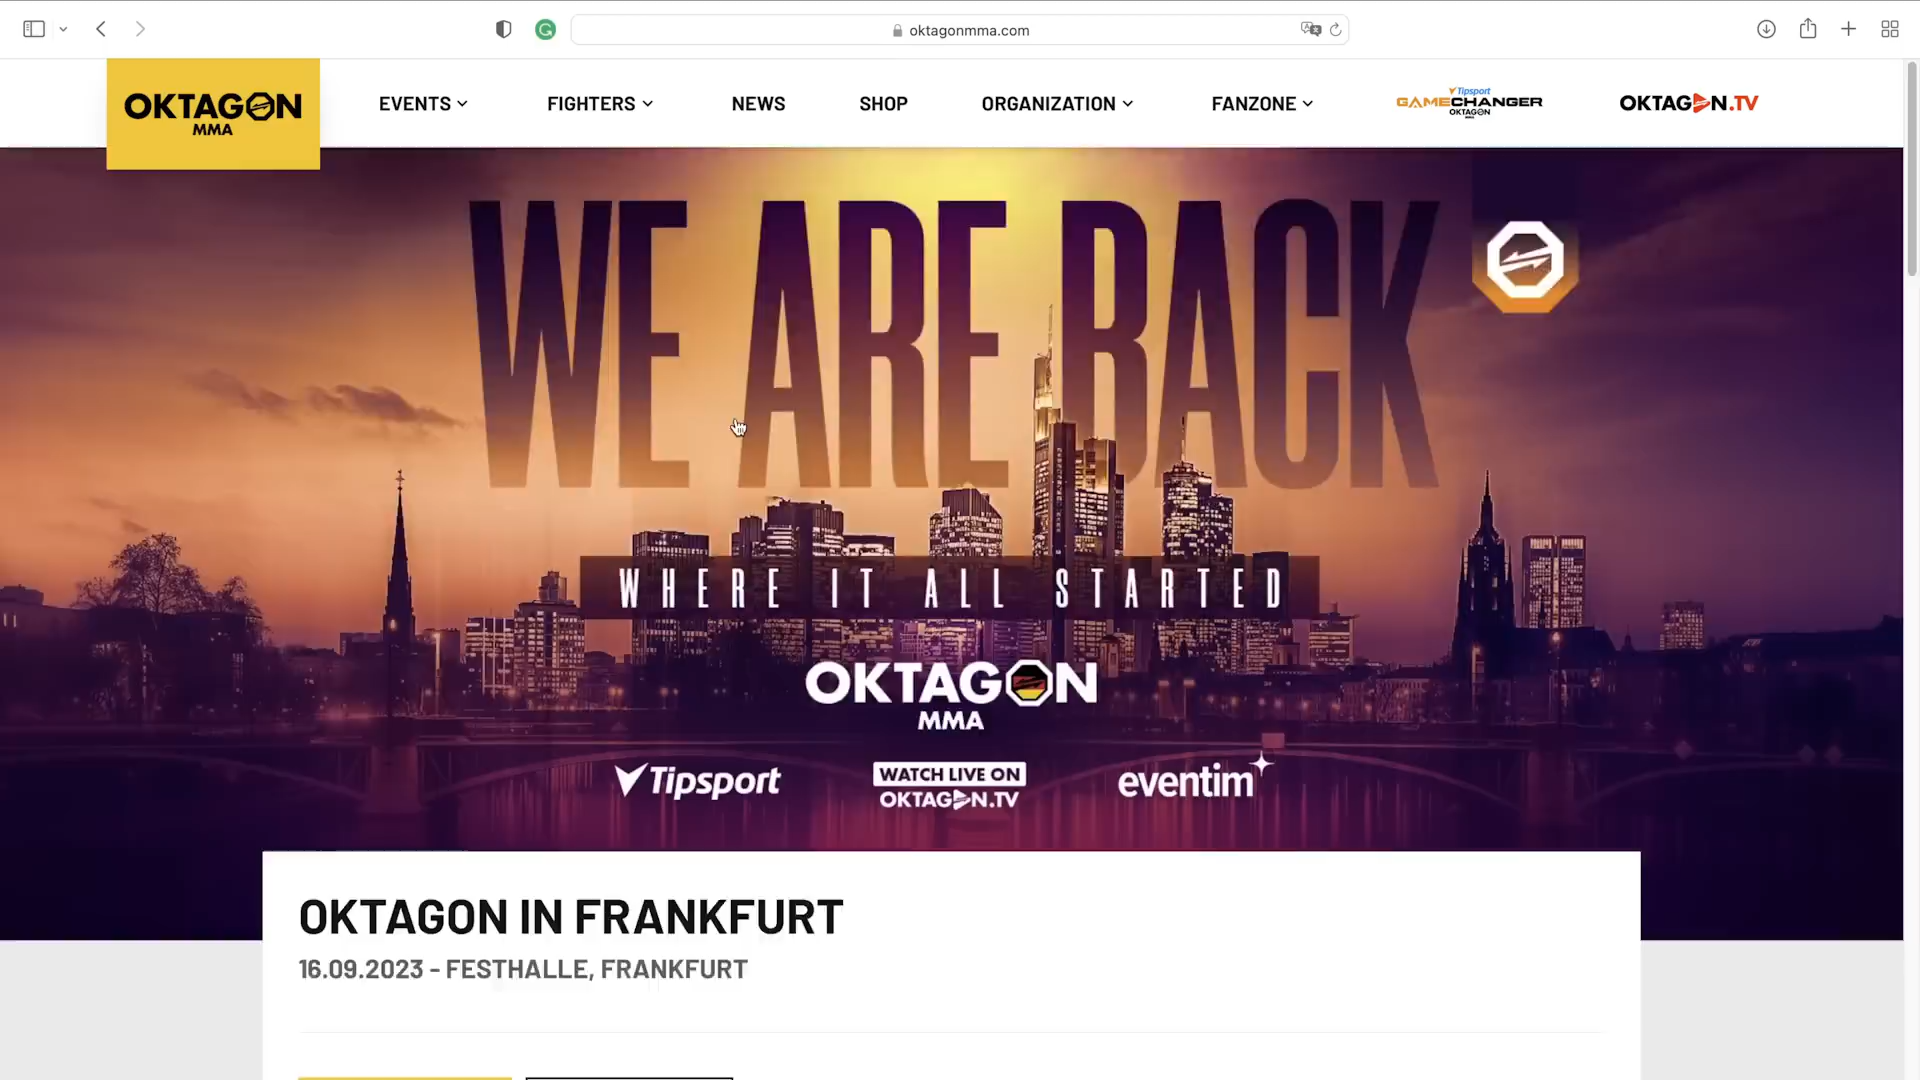 oktagonmma.com
OKTAGON
MMA
EVENTS
FIGHTERS
NEWS
SHOP
ORGANIZATION
FANZONE
Tipsport
GAMECHANGER
OKTAGON
OKTAGON.TV
WE ARE BACK
WHERE IT ALL STARTED
OKTAGON
MMA
Tipsport
WATCH LIVE ON
OKTAGON.TV
eventim
OKTAGON IN FRANKFURT
16.09.2023 - FESTHALLE, FRANKFURT